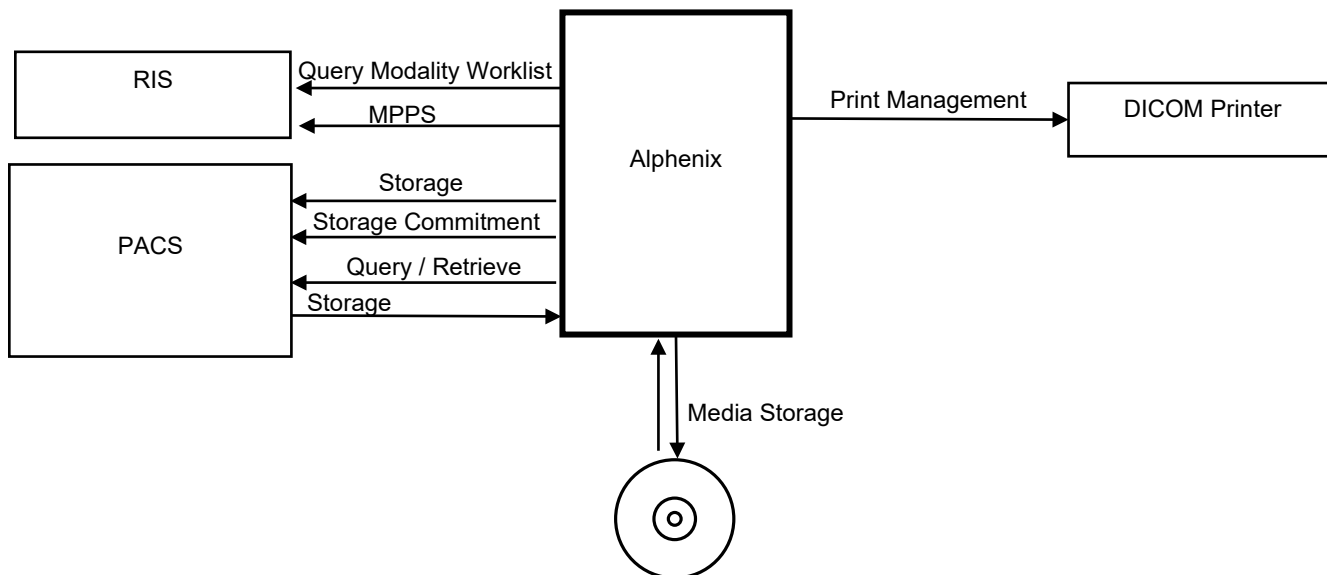 RIS
Query Modality Worklist
MPPS
Print Management
DICOM Printer
Alphenix
PACS
Storage
Storage Commitment
Query / Retrieve
Storage
Media Storage